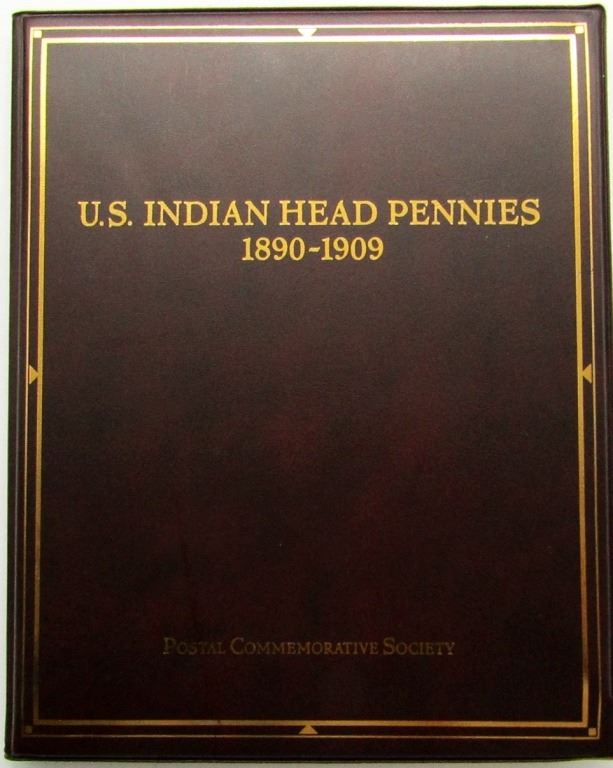 U.S. INDIAN HEAD PENNIES
1890-1909
POSTAL COMMEMORATIVE SOCIETY